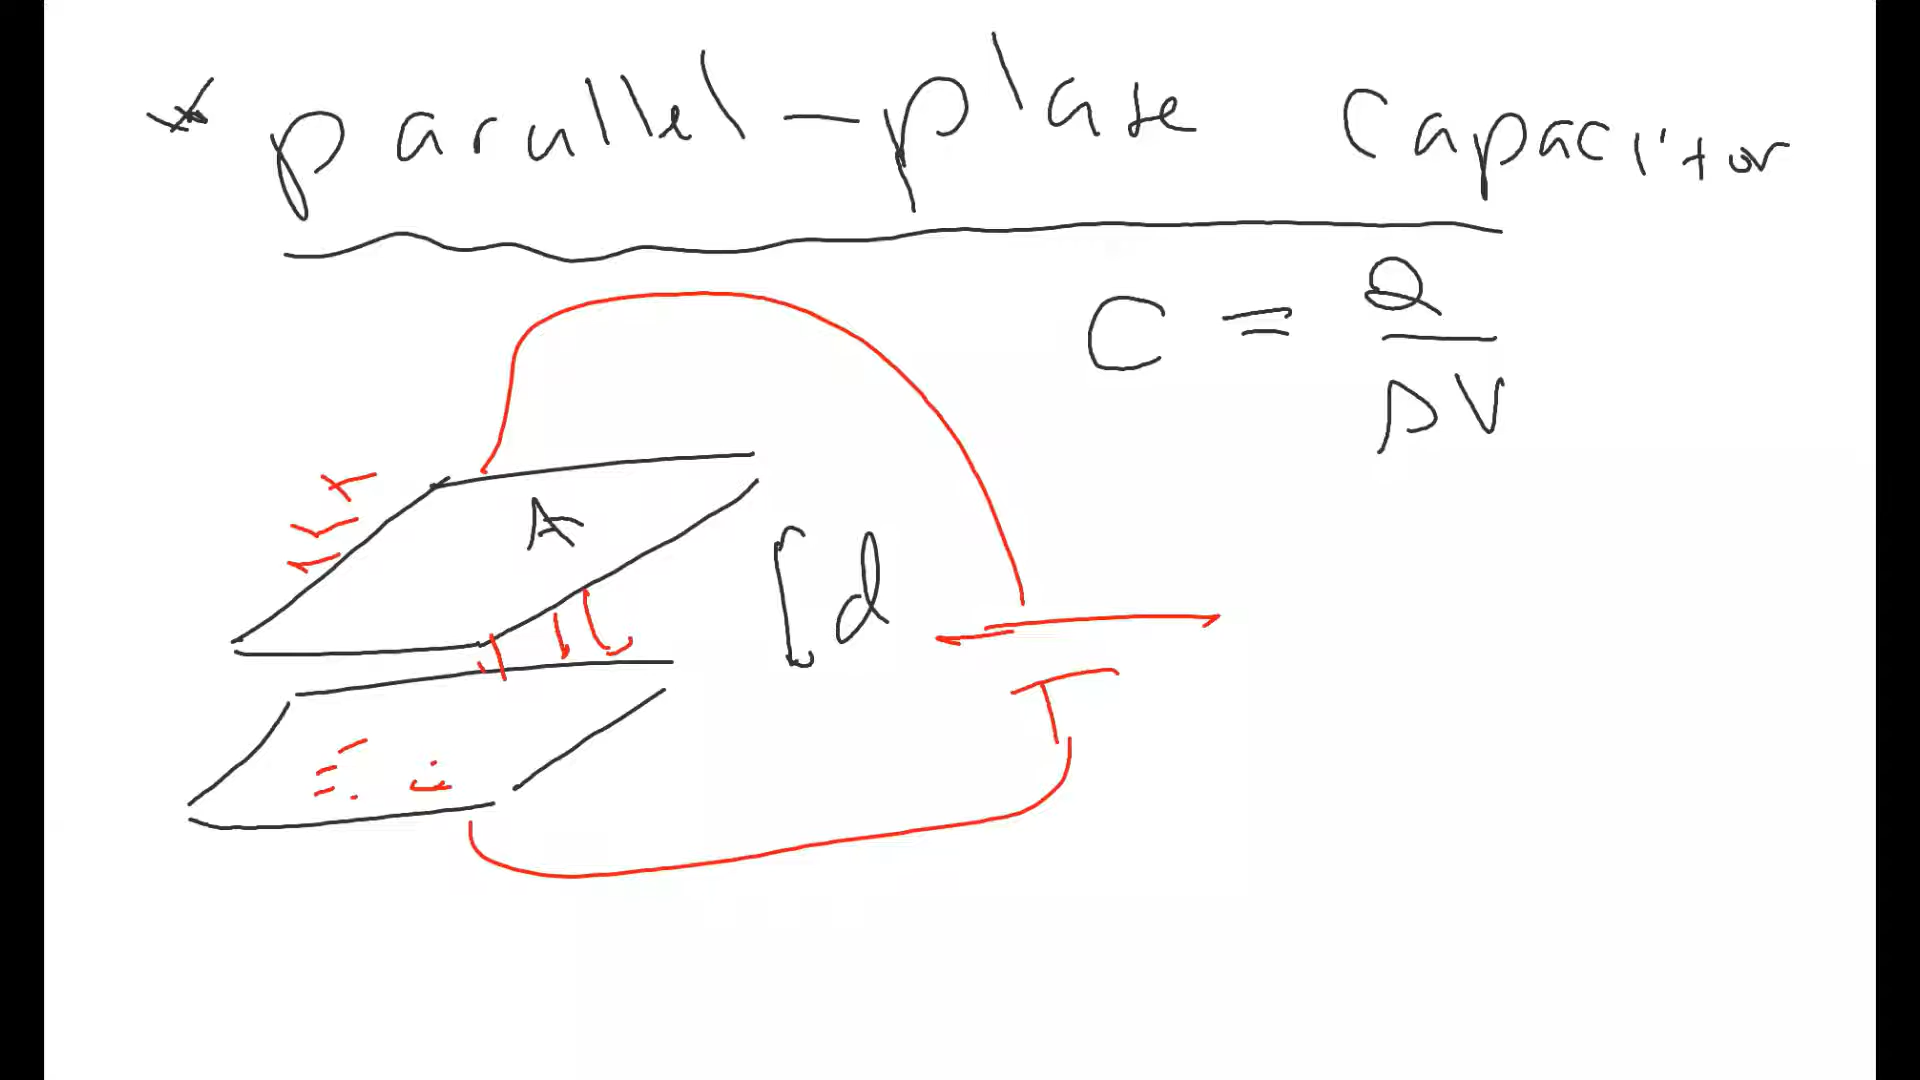 * parallel-plate Capacitor
C = Q / ΔV
A
d